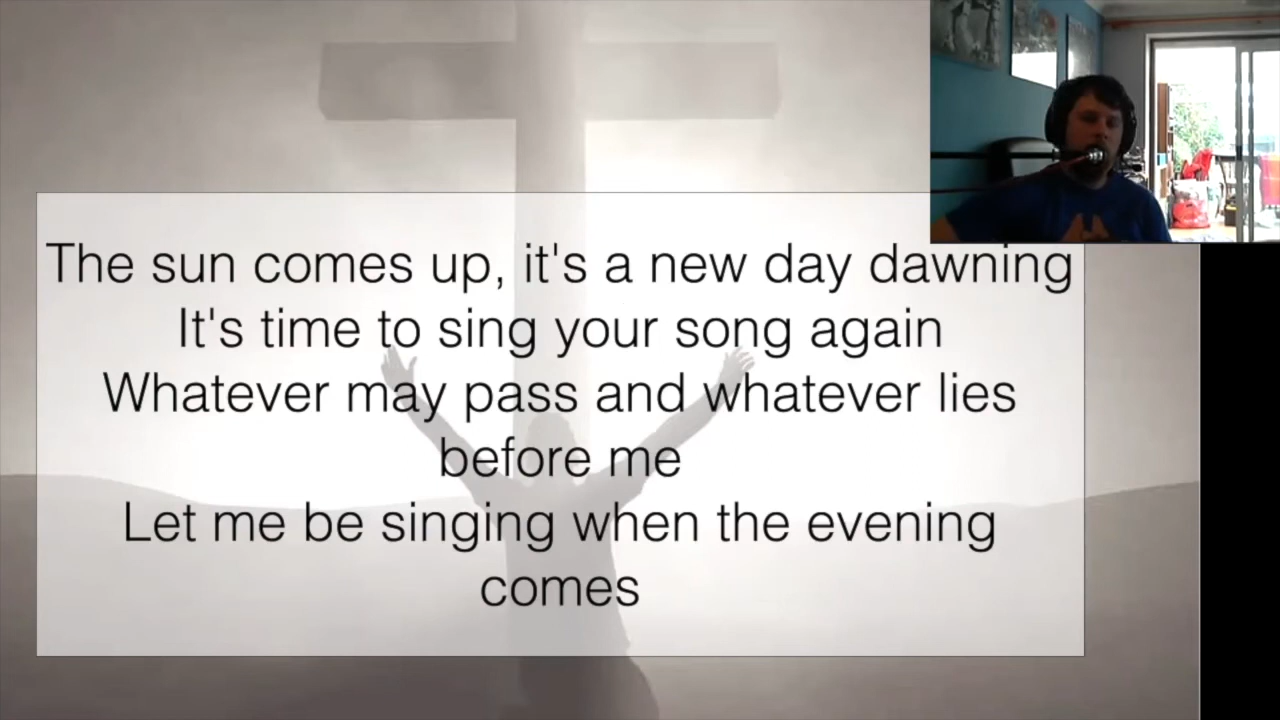 The sun comes up, it's a new day dawning
It's time to sing your song again
Whatever may pass and whatever lies
before me
Let me be singing when the evening
comes